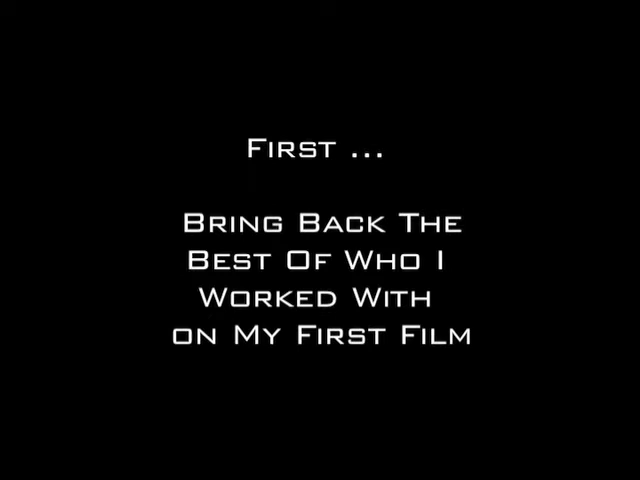 First ...
Bring Back The
Best Of Who I
Worked With
on My First Film